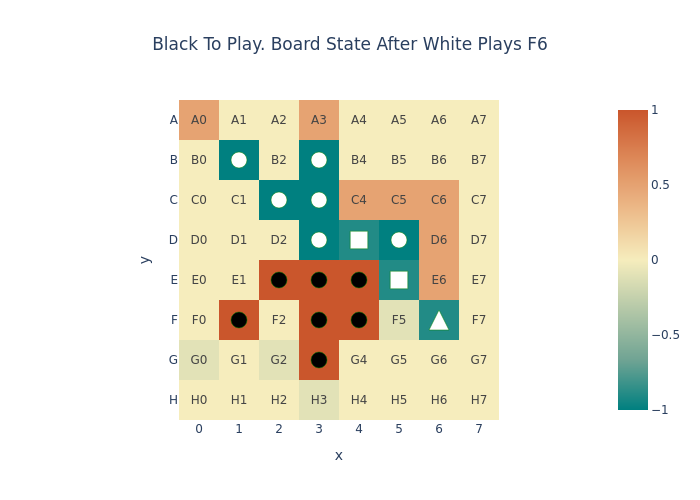 Black To Play. Board State After White Plays F6
A A0 A1 A2 A3 A4 A5 A6 A7
B B0 B2 B4 B5 B6 B7
C C0 C1 C4 C5 C6 C7
D D0 D1 D2 D6 D7
E E0 E1 E6 E7
F F0 F2 F5 F7
G G0 G1 G2 G4 G5 G6 G7
H H0 H1 H2 H3 H4 H5 H6 H7
0 1 2 3 4 5 6 7
x
y
1
0.5
0
−0.5
−1